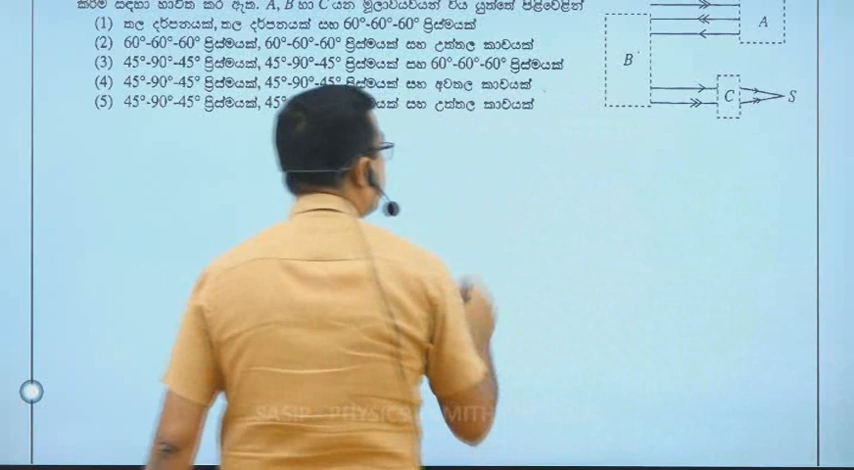 කිරීම සඳහා භාවිත කර ඇත. A, B හා C යන මූලාවයවයන් විය යුත්තේ පිළිවෙළින්
(1) තල දර්පනයක්, තල දර්පනයක් සහ 60°-60°-60° ප්‍රිස්මයක්
(2) 60°-60°-60° ප්‍රිස්මයක්, 60°-60°-60° ප්‍රිස්මයක් සහ උත්තල කාචයක්
(3) 45°-90°-45° ප්‍රිස්මයක්, 45°-90°-45° ප්‍රිස්මයක් සහ 60°-60°-60° ප්‍රිස්මයක්
(4) 45°-90°-45° ප්‍රිස්මයක්, 45°-90°-45° ප්‍රිස්මයක් සහ අවතල කාචයක්
(5) 45°-90°-45° ප්‍රිස්මයක්, 45° යක් සහ උත්තල කාචයක්
A
B
C
S
SASIP PHYSICS